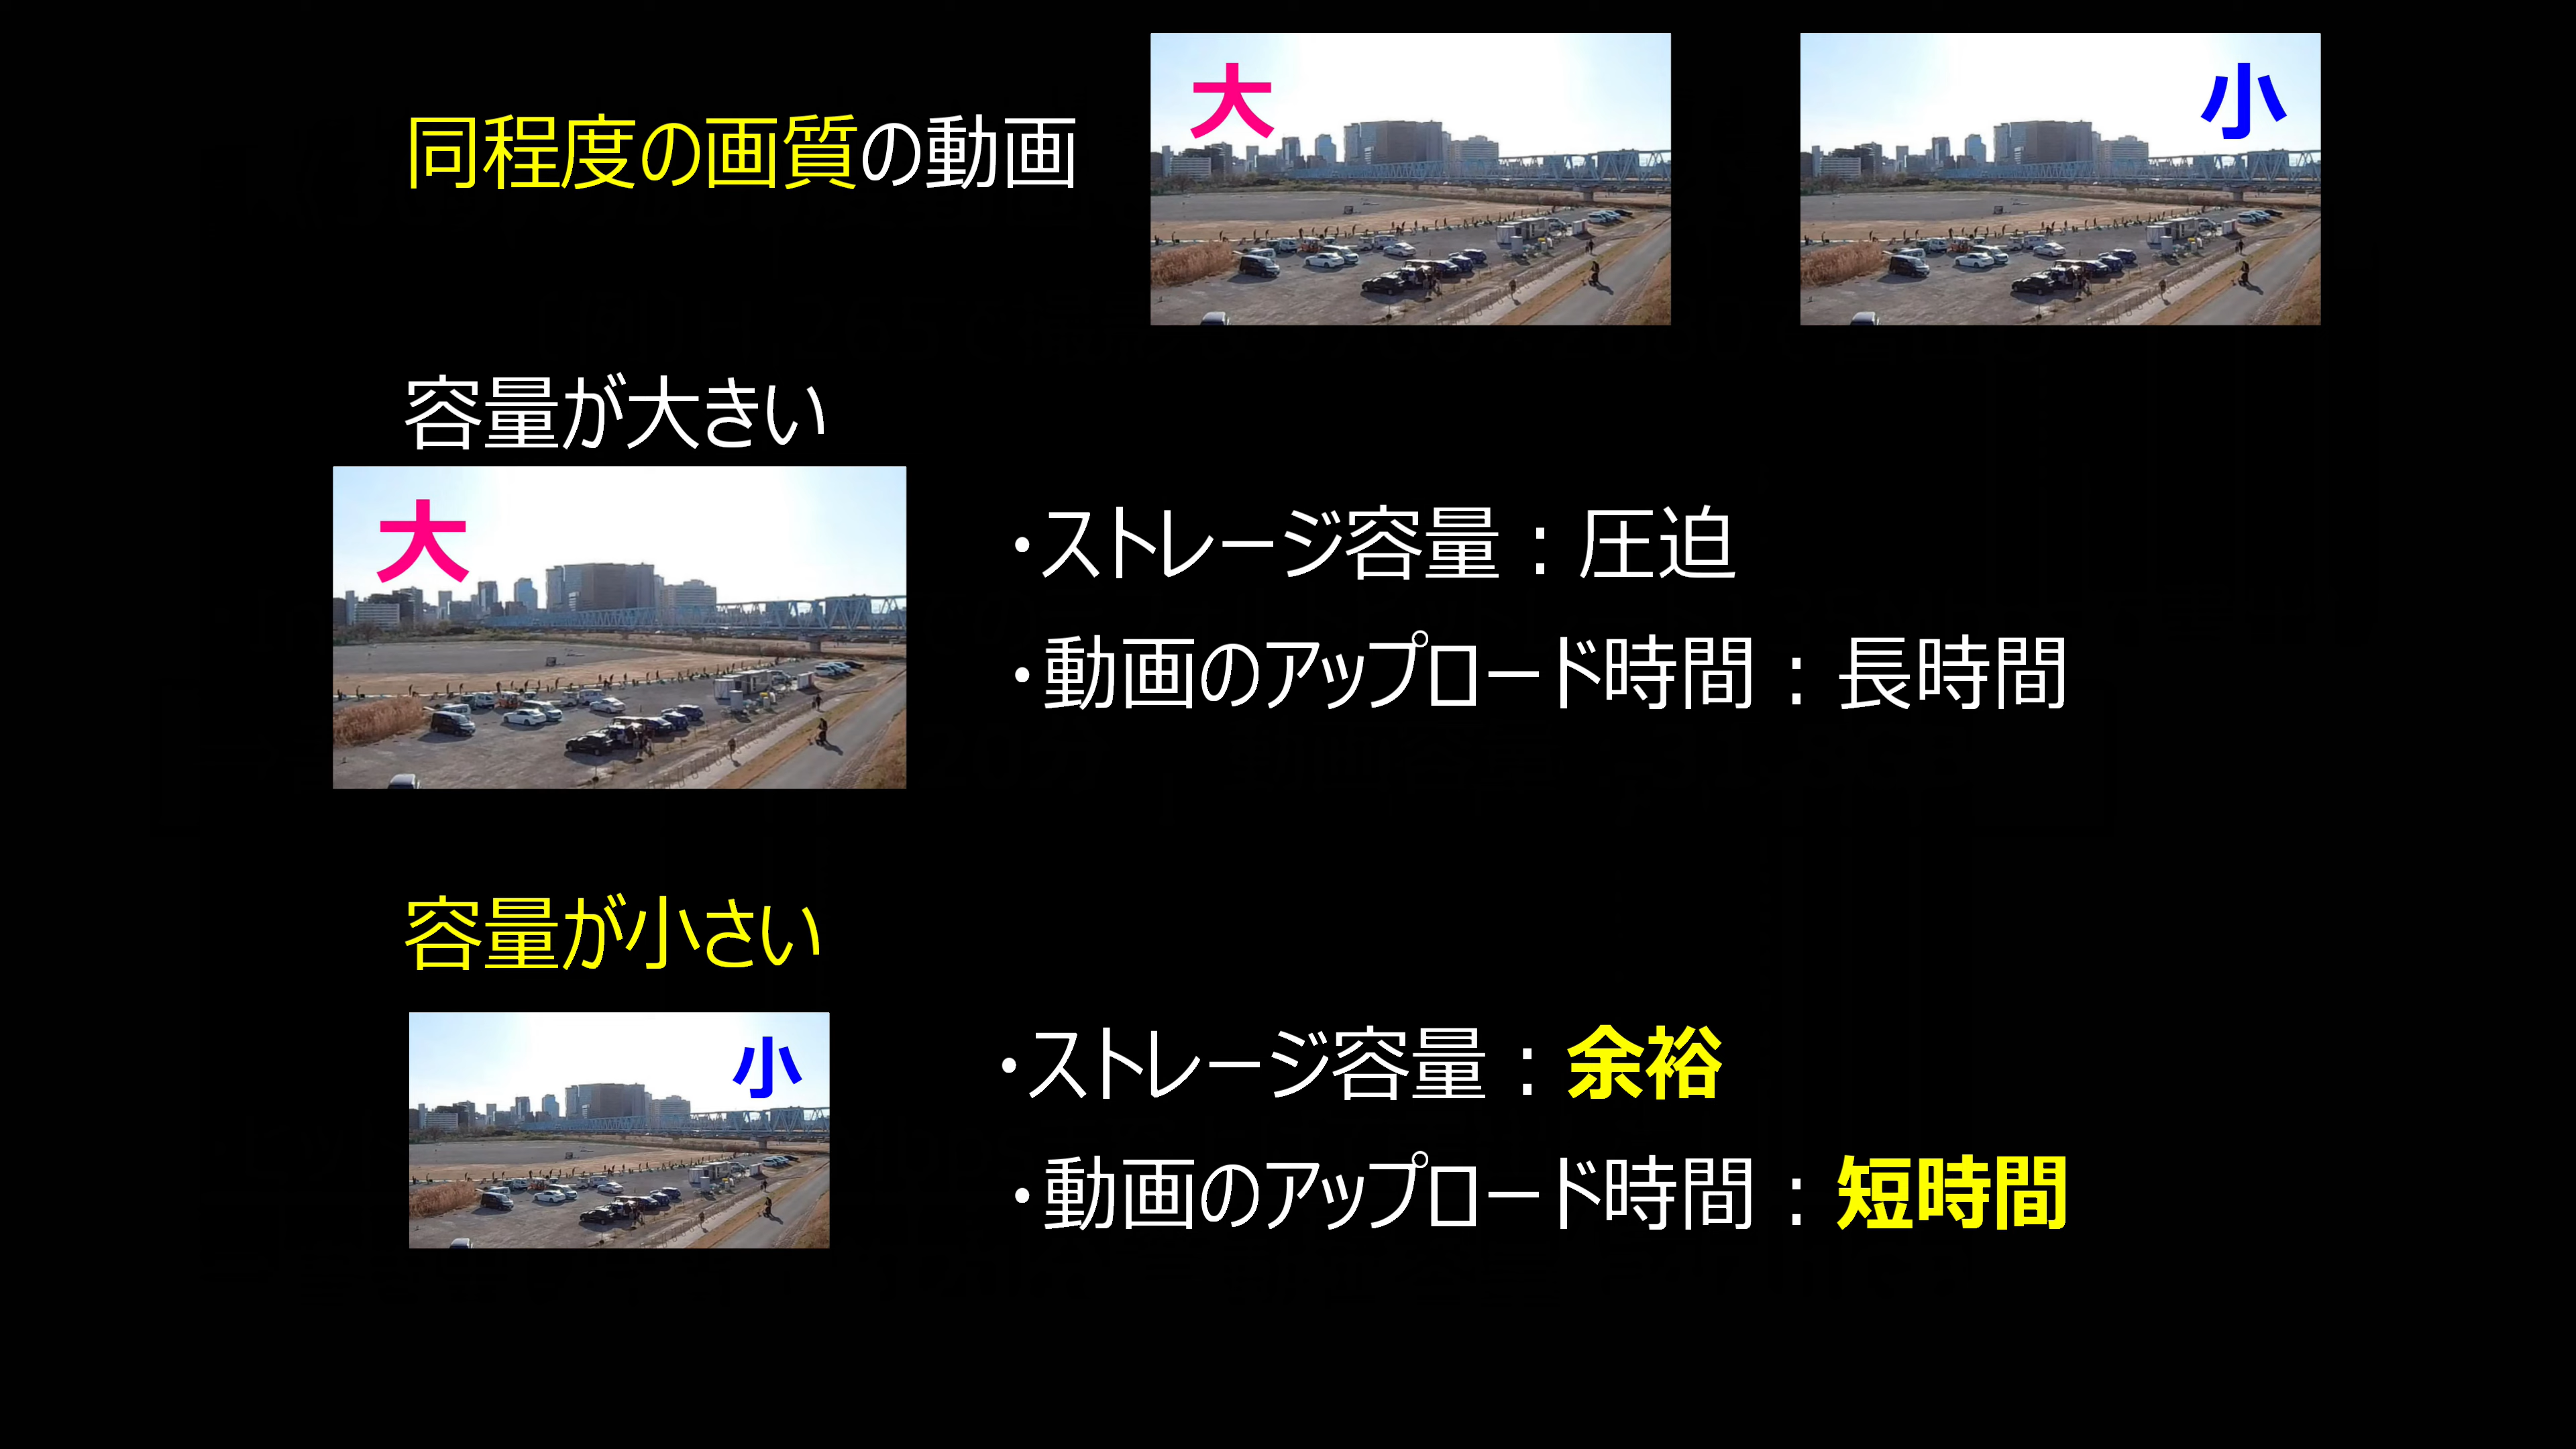 同程度の画質の動画
大
小
容量が大きい
大
・ストレージ容量：圧迫
・動画のアップロード時間：長時間
容量が小さい
小
・ストレージ容量：余裕
・動画のアップロード時間：短時間